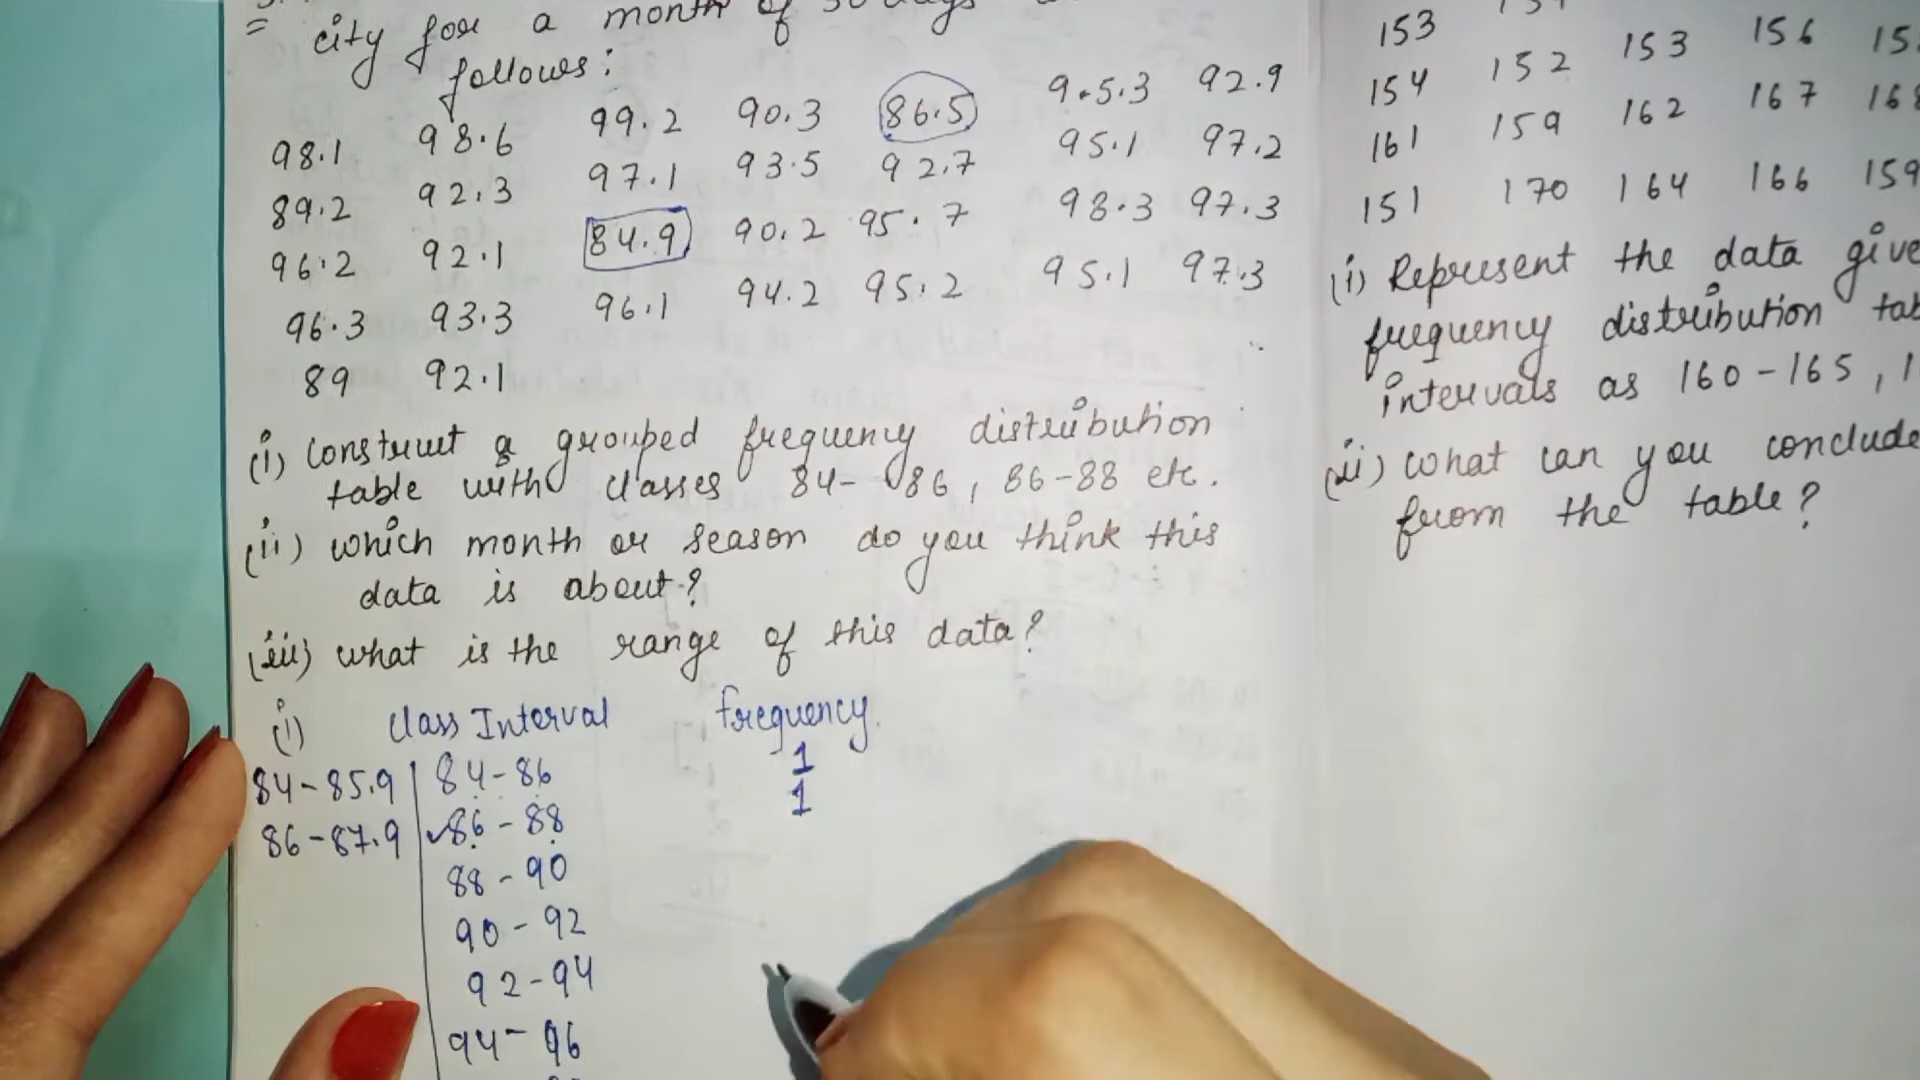 city for a month of 30 days
follows:
98.1 98.6 99.2 90.3 86.5 9.5.3 92.9
89.2 92.3 97.1 93.5 92.7 95.1 97.2
96.2 92.1 84.9 90.2 95.7 98.3 97.3
96.3 93.3 96.1 94.2 95.2 95.1 97.3
89 92.1
(i) construct a grouped frequency distribution
table with classes 84-86, 86-88 etc.
(ii) which month or season do you think this
data is about?
(iii) what is the range of this data?
(i) class Interval frequency.
84-85.9 84-86 1
86-87.9 86-88 1
88-90
90-92
92-94
94-96
153
154 152 153 156
161 159 162 167
151 170 164 166 159
(i) Represent the data give
frequency distribution tab
intervals as 160-165, 1
(ii) what can you conclude
from the table?